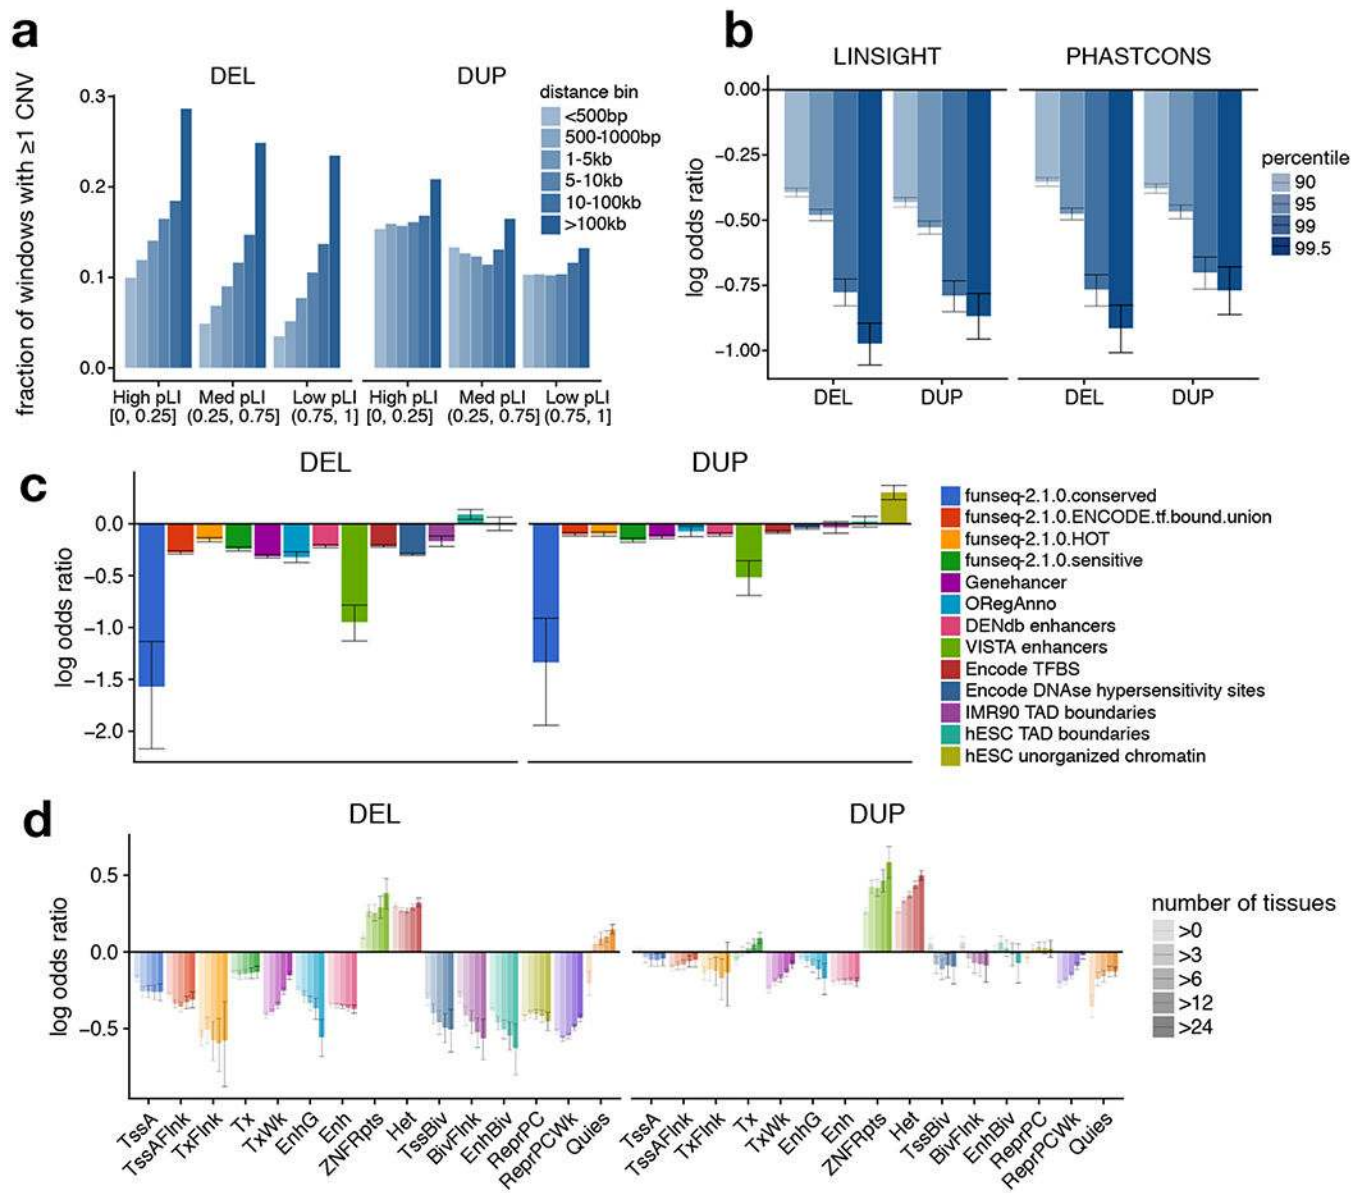 a
DEL
DUP
fraction of windows with ≥1 CNV
0.3
0.2
0.1
0.0
distance bin
<500bp
500-1000bp
1-5kb
5-10kb
10-100kb
>100kb
High pLI Med pLI Low pLI High pLI Med pLI Low pLI
[0, 0.25] (0.25, 0.75] (0.75, 1] [0, 0.25] (0.25, 0.75] (0.75, 1]
b
LINSIGHT PHASTCONS
log odds ratio
0.00
−0.25
−0.50
−0.75
−1.00
DEL DUP DEL DUP
percentile
90
95
99
99.5
c
DEL DUP
log odds ratio
0.0
−0.5
−1.0
−1.5
−2.0
funseq-2.1.0.conserved
funseq-2.1.0.ENCODE.tf.bound.union
funseq-2.1.0.HOT
funseq-2.1.0.sensitive
Genehancer
ORegAnno
DENdb enhancers
VISTA enhancers
Encode TFBS
Encode DNAse hypersensitivity sites
IMR90 TAD boundaries
hESC TAD boundaries
hESC unorganized chromatin
d
DEL DUP
log odds ratio
0.5
0.0
−0.5
TssA
TssAFlnk
TxFlnk
Tx
TxWk
EnhG
Enh
ZNFRpts
Het
TssBiv
BivFlnk
EnhBiv
ReprPC
ReprPCWk
Quies
TssA
TssAFlnk
TxFlnk
Tx
TxWk
EnhG
Enh
ZNFRpts
Het
TssBiv
BivFlnk
EnhBiv
ReprPC
ReprPCWk
Quies
number of tissues
>0
>3
>6
>12
>24